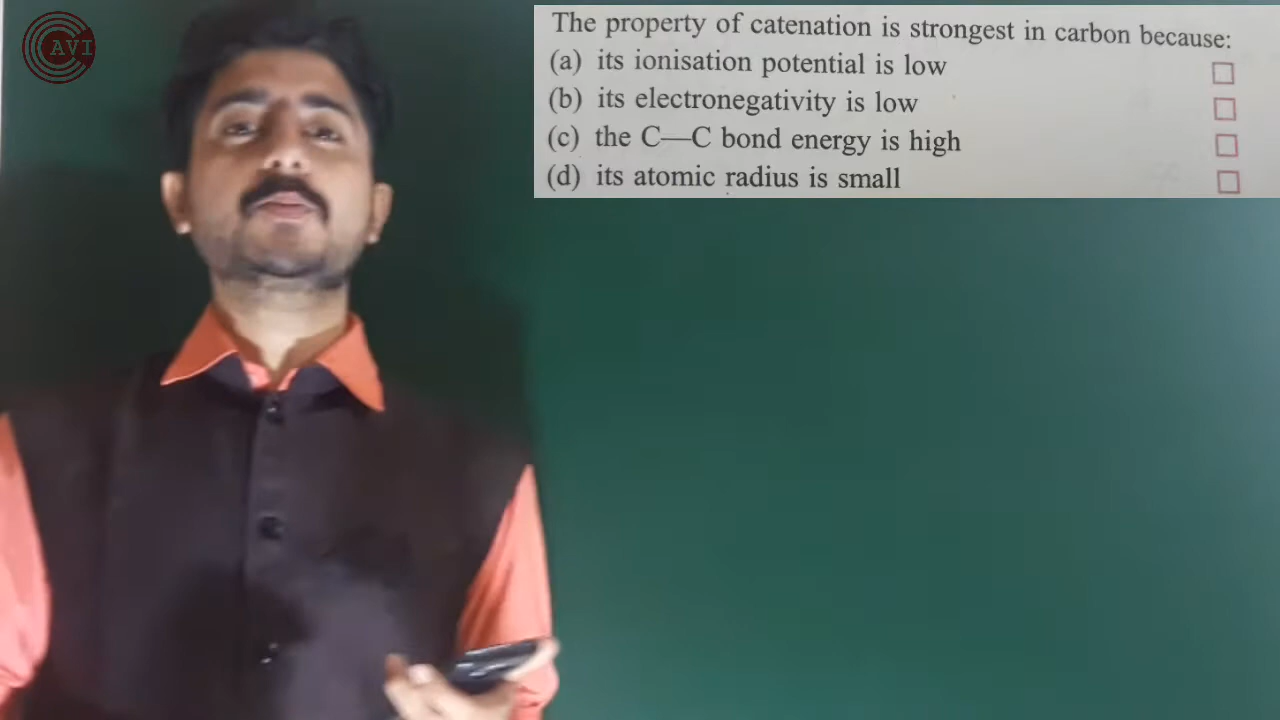 AVI
The property of catenation is strongest in carbon because:
(a) its ionisation potential is low
(b) its electronegativity is low
(c) the C—C bond energy is high
(d) its atomic radius is small